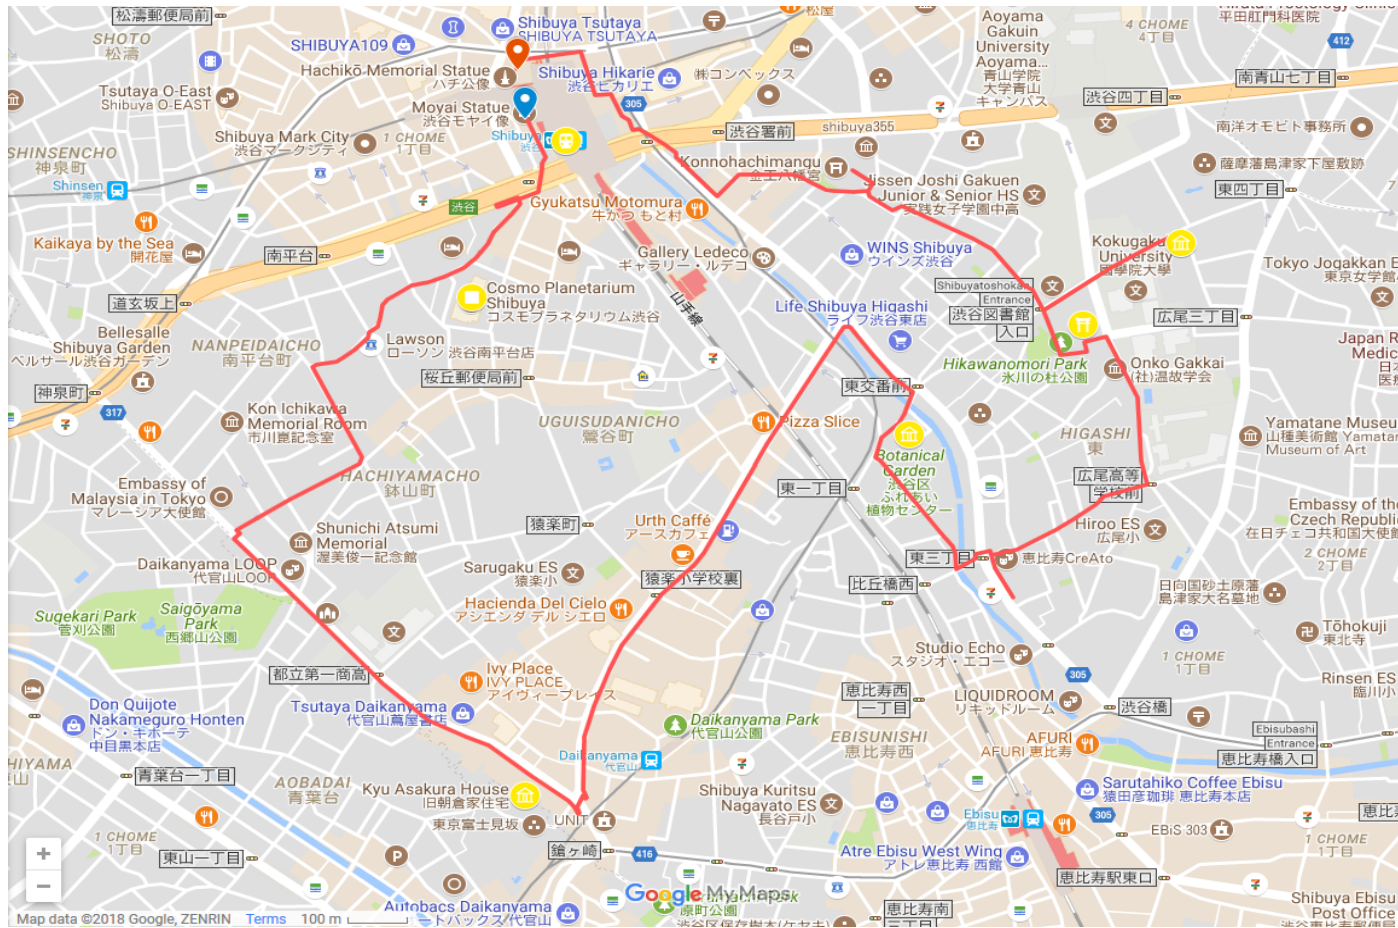 松濤郵便局前
SHOTO
松濤
SHIBUYA109
Shibuya Tsutaya
SHIBUYA TSUTAYA
松屋
Aoyama
Gakuin
University
Aoyama...
青山学院
大学青山
キャンパス
4 CHOME
4丁目
平田肛門科医院
412
Hachikō Memorial Statue
ハチ公像
Shibuya Hikarie
渋谷ヒカリエ
㈱コンベックス
南青山七丁目
Tsutaya O-East
Shibuya O-EAST
Moyai Statue
渋谷モヤイ像
305
渋谷四丁目
Shibuya Mark City
渋谷マークシティ
1 CHOME
1丁目
Shibuya
渋谷
渋谷署前
shibuya355
南洋オモビト事務所
SHINSENCHO
神泉町
Shinsen
神泉
Konnohachimangu
金王八幡宮
薩摩藩島津家下屋敷跡
東四丁目
Jissen Joshi Gakuen
Junior & Senior HS
実践女子学園中高
渋谷
Gyukatsu Motomura
牛かつ もと村
Kaikaya by the Sea
開花屋
南平台
Gallery Ledeco
ギャラリー・ルデコ
WINS Shibuya
ウインズ渋谷
Kokugakuin
University
國學院大學
Tokyo Jogakkan E
東京女学館
道玄坂上
Cosmo Planetarium
Shibuya
コスモプラネタリウム渋谷
山手線
Shibuyatoshokan
Entrance
渋谷図書館
入口
Life Shibuya Higashi
ライフ渋谷東店
広尾三丁目
Bellesalle
Shibuya Garden
ベルサール渋谷ガーデン
NANPEIDAICHO
南平台町
Lawson
ローソン 渋谷南平台店
Hikawanomori Park
氷川の杜公園
Onko Gakkai
(社)温故学会
Japan R
Medic
神泉町
桜丘郵便局前
東交番前
317
Kon Ichikawa
Memorial Room
市川崑記念室
UGUISUDANICHO
鶯谷町
Pizza Slice
HIGASHI
東
Yamatane Museu
山種美術館 Yamatan
Museum of Art
Botanical
Garden
渋谷区
ふれあい
植物センター
広尾高等
学校前
HACHIYAMACHO
鉢山町
Embassy of
Malaysia in Tokyo
マレーシア大使館
東一丁目
Embassy of the
Czech Republic
在日チェコ共和国大使館
2 CHOME
2丁目
猿楽町
Urth Caffé
アースカフェ
Hiroo ES
広尾小
Shunichi Atsumi
Memorial
渥美俊一記念館
東三丁目
恵比寿CreAto
Daikanyama LOOP
代官山LOOP
Sarugaku ES
猿楽小
猿楽小学校裏
比丘橋西
日向国砂土原藩
島津家大名墓地
Sugekari Park
菅刈公園
Saigōyama
Park
西郷山公園
Hacienda Del Cielo
アシエンダ デル シエロ
Tōhokuji
東北寺
Studio Echo
スタジオ・エコー
1 CHOME
1丁目
都立第一商高
Ivy Place
IVY PLACE
アイヴィープレイス
305
Rinsen ES
臨川小
Don Quijote
Nakameguro Honten
ドン・キホーテ
中目黒本店
Tsutaya Daikanyama
代官山蔦屋書店
恵比寿西
一丁目
LIQUIDROOM
リキッドルーム
渋谷橋
Daikanyama Park
代官山公園
EBISUNISHI
恵比寿西
AFURI
AFURI 恵比寿
Ebisubashi
Entrance
恵比寿橋入口
Daikanyama
代官山
青葉台一丁目
AOBADAI
青葉台
Kyu Asakura House
旧朝倉家住宅
Shibuya Kuritsu
Nagayato ES
長谷戸小
Sarutahiko Coffee Ebisu
猿田彦珈琲 恵比寿本店
東京富士見坂
UNIT
Ebisu
恵比寿
305
EBiS 303
1 CHOME
1丁目
1 CHOME
1丁目
東山一丁目
鎗ヶ崎
416
Atre Ebisu West Wing
アトレ恵比寿 西館
恵比寿駅東口
Google My Maps
原町公園
恵比寿南
三丁目
Shibuya Ebisu
Post Office
Autobacs Daikanyama
ートバックス 代官山
Map data ©2018 Google, ZENRIN Terms 100 m